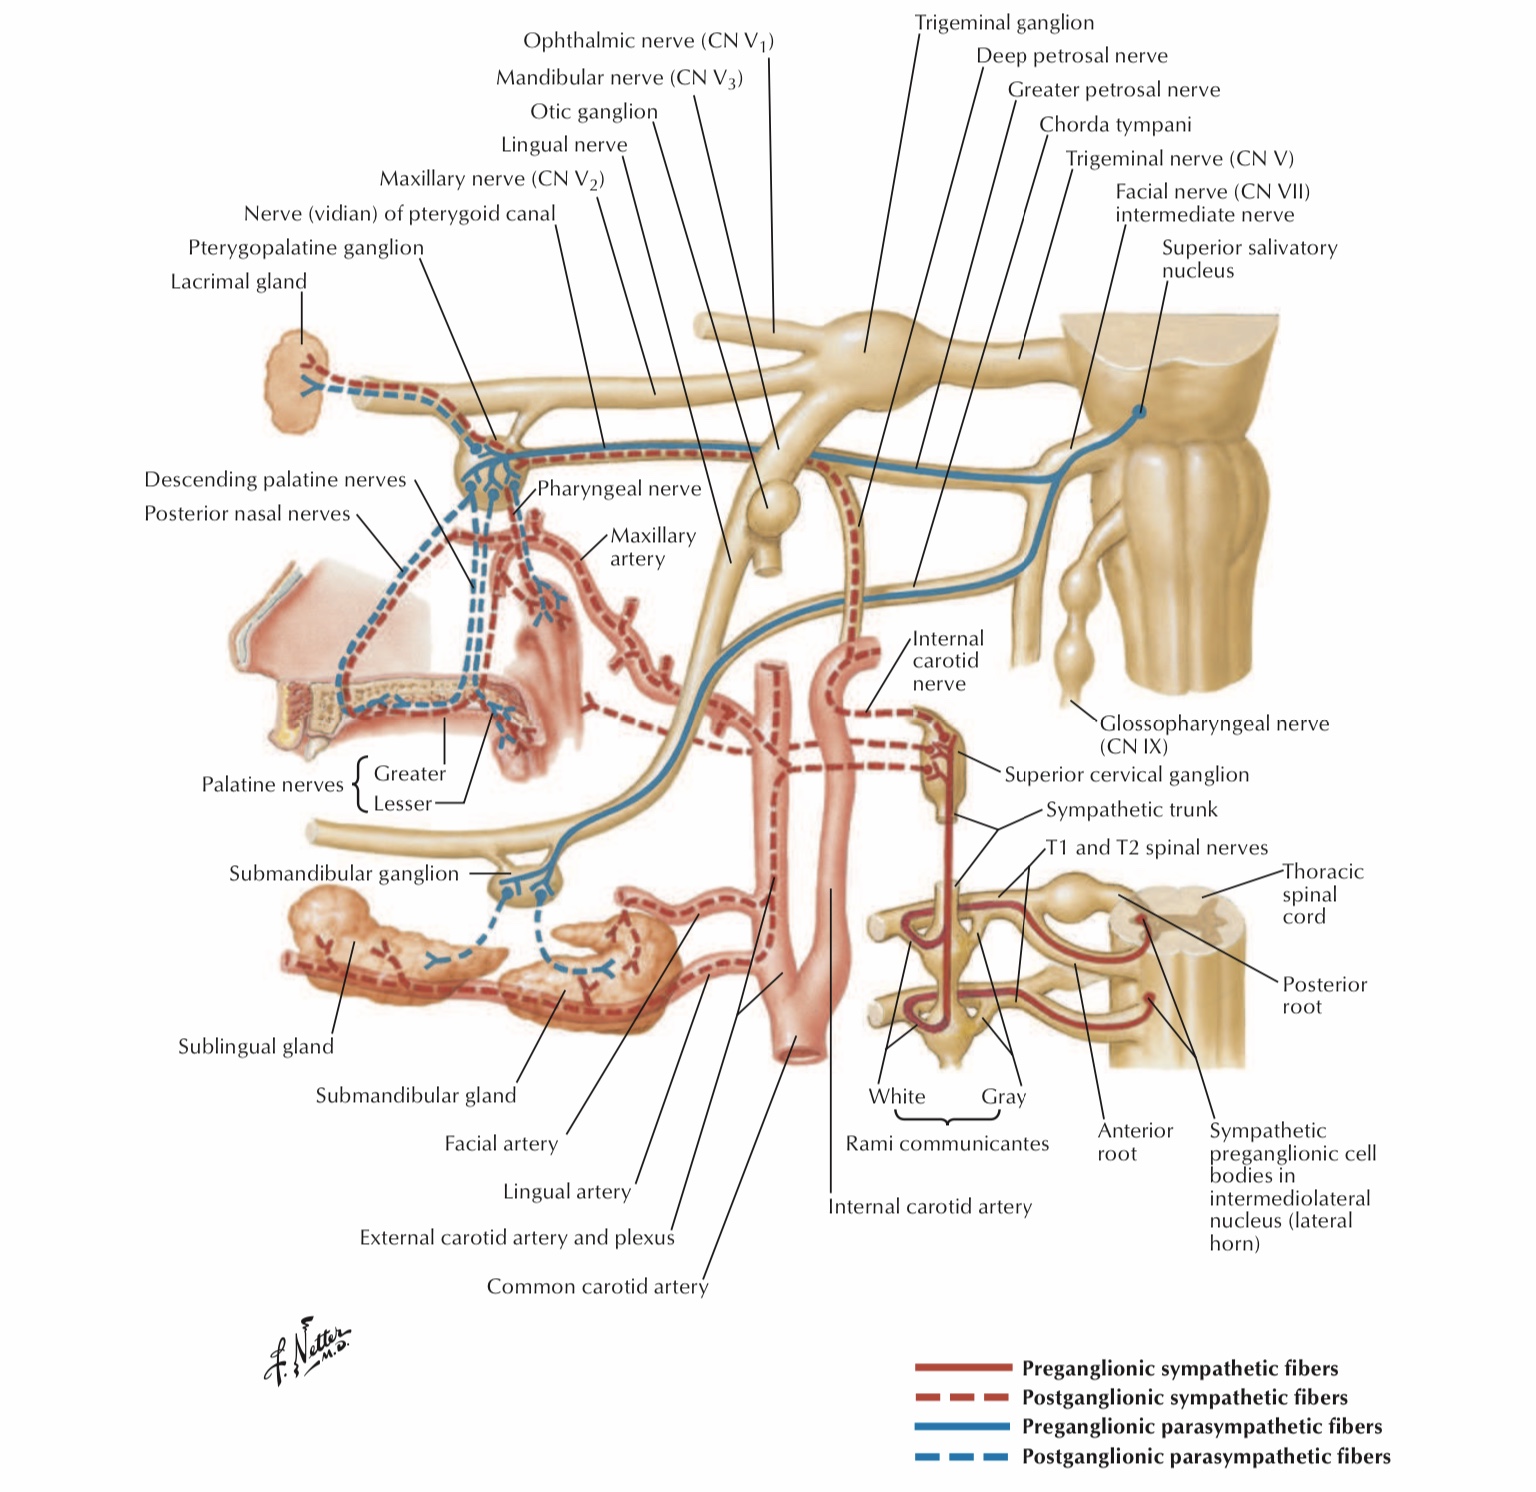 Trigeminal ganglion
Ophthalmic nerve (CN V1)
Deep petrosal nerve
Mandibular nerve (CN V3)
Greater petrosal nerve
Otic ganglion
Chorda tympani
Lingual nerve
Trigeminal nerve (CN V)
Maxillary nerve (CN V2)
Facial nerve (CN VII)
intermediate nerve
Nerve (vidian) of pterygoid canal
Pterygopalatine ganglion
Superior salivatory
nucleus
Lacrimal gland
Descending palatine nerves
Pharyngeal nerve
Posterior nasal nerves
Maxillary
artery
Internal
carotid
nerve
Glossopharyngeal nerve
(CN IX)
Palatine nerves
Greater
Lesser
Superior cervical ganglion
Sympathetic trunk
T1 and T2 spinal nerves
Submandibular ganglion
Thoracic
spinal
cord
Posterior
root
Sublingual gland
Submandibular gland
White
Gray
Rami communicantes
Facial artery
Anterior
root
Sympathetic
preganglionic cell
bodies in
intermediolateral
nucleus (lateral
horn)
Lingual artery
Internal carotid artery
External carotid artery and plexus
Common carotid artery
F. Netter
M.D.
Preganglionic sympathetic fibers
Postganglionic sympathetic fibers
Preganglionic parasympathetic fibers
Postganglionic parasympathetic fibers